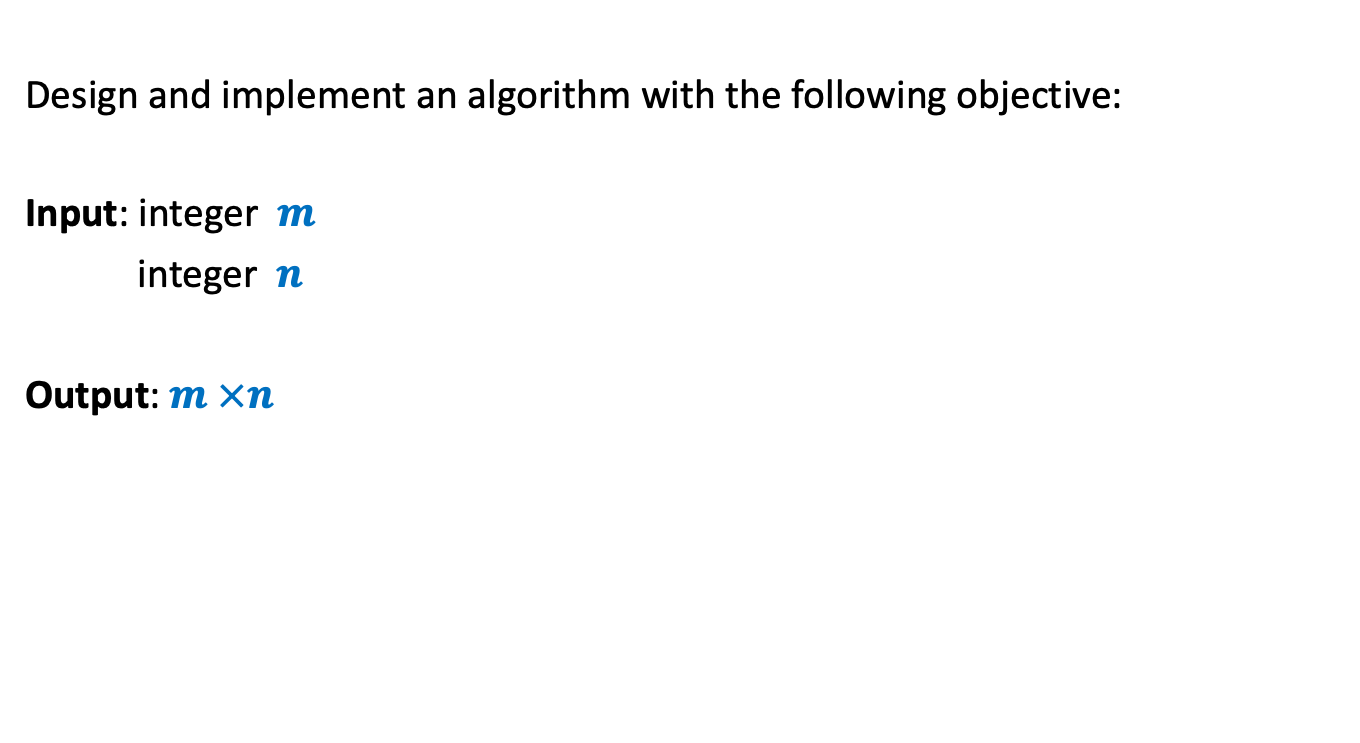 Design and implement an algorithm with the following objective:
Input: integer m
integer n
Output: m ×n